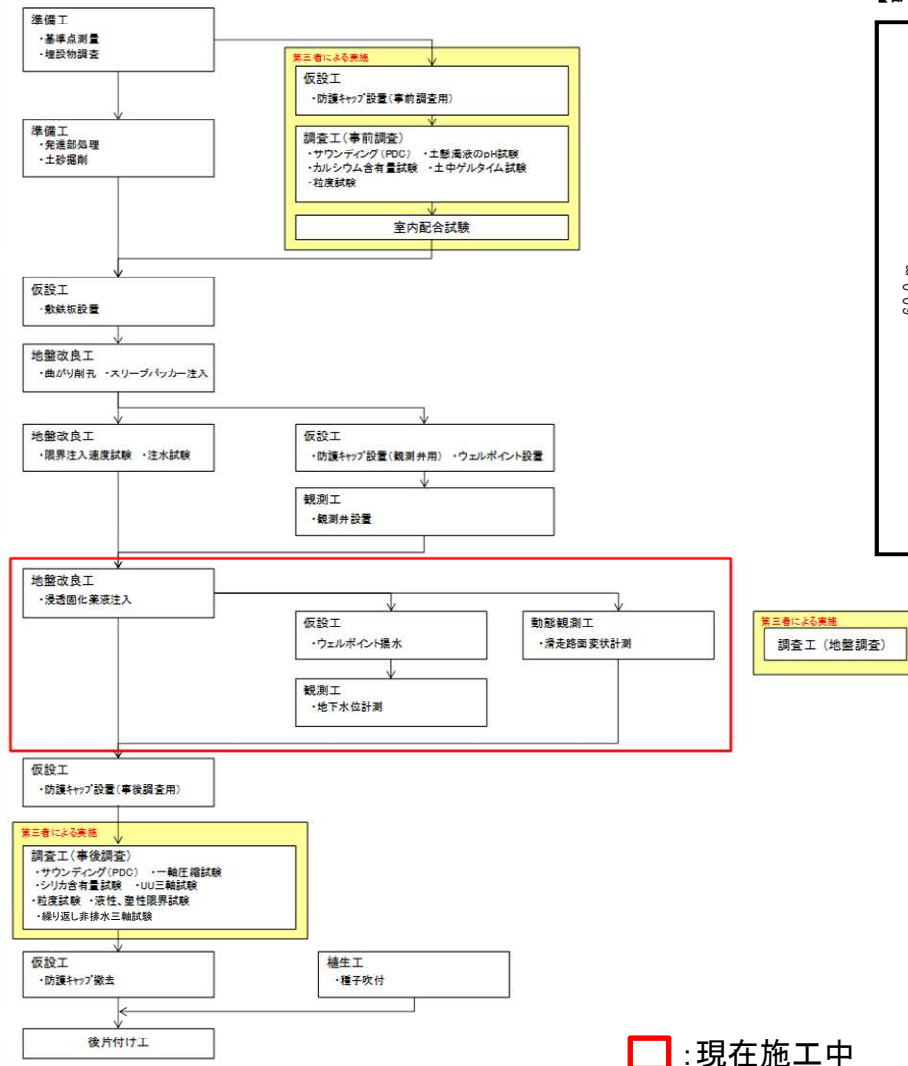 準備工
・基準点測量
・埋設物調査
第三者による実施
仮設工
・防護キャップ設置(事前調査用)
準備工
・発進部処理
・土砂掘削
調査工(事前調査)
・サウンディング(PDC) ・土懸濁液のpH試験
・カルシウム含有量試験 ・土中ゲルタイム試験
・粒度試験
室内配合試験
仮設工
・敷鉄板設置
地盤改良工
・曲がり削孔 ・スリーブパッカー注入
地盤改良工
・限界注入速度試験 ・注水試験
仮設工
・防護キャップ設置(観測井用) ・ウェルポイント設置
観測工
・観測井設置
地盤改良工
・浸透固化薬液注入
仮設工
・ウェルポイント揚水
動態観測工
・滑走路面変状計測
第三者による実施
調査工(地盤調査)
観測工
・地下水位計測
仮設工
・防護キャップ設置(事後調査用)
第三者による実施
調査工(事後調査)
・サウンディング(PDC) ・一軸圧縮試験
・シリカ含有量試験 ・UU三軸試験
・粒度試験 ・液性、塑性限界試験
・繰り返し非排水三軸試験
仮設工
・防護キャップ撤去
植生工
・種子吹付
後片付け工
:現在施工中